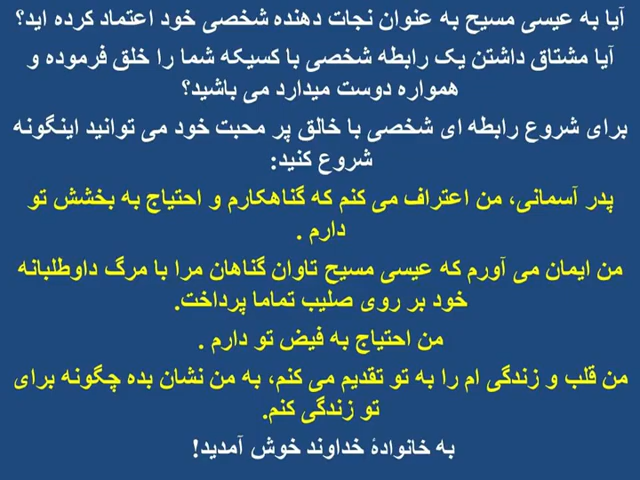 آیا به عیسی مسیح به عنوان نجات دهنده شخصی خود اعتماد کرده اید؟
آیا مشتاق داشتن یک رابطه شخصی با کسیکه شما را خلق فرموده و
همواره دوست میدارد می باشید؟
برای شروع رابطه ای شخصی با خالق پر محبت خود می توانید اینگونه
شروع کنید:
پدر آسمانی، من اعتراف می کنم که گناهکارم و احتیاج به بخشش تو
دارم .
من ایمان می آورم که عیسی مسیح تاوان گناهان مرا با مرگ داوطلبانه
خود بر روی صلیب تماما پرداخت.
من احتیاج به فیض تو دارم .
من قلب و زندگی ام را به تو تقدیم می کنم، به من نشان بده چگونه برای
تو زندگی کنم.
به خانوادۀ خداوند خوش آمدید!